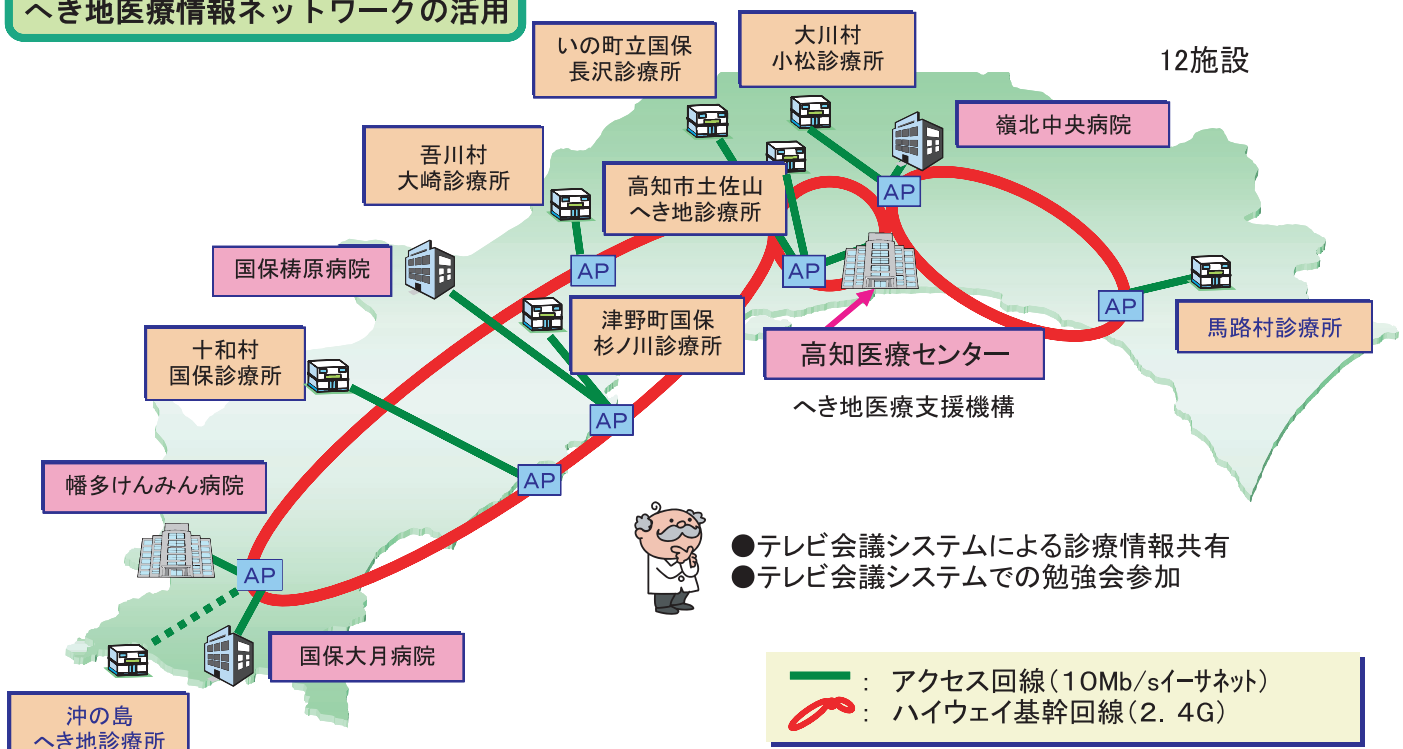 へき地医療情報ネットワークの活用
いの町立国保
長沢診療所
大川村
小松診療所
12施設
嶺北中央病院
吾川村
大崎診療所
高知市土佐山
へき地診療所
AP
国保梼原病院
AP
AP
AP
馬路村診療所
津野町国保
杉ノ川診療所
高知医療センター
へき地医療支援機構
十和村
国保診療所
AP
AP
幡多けんみん病院
AP
●テレビ会議システムによる診療情報共有
●テレビ会議システムでの勉強会参加
国保大月病院
沖の島
へき地診療所
: アクセス回線(10Mb/sイーサネット)
: ハイウェイ基幹回線(2.4G)